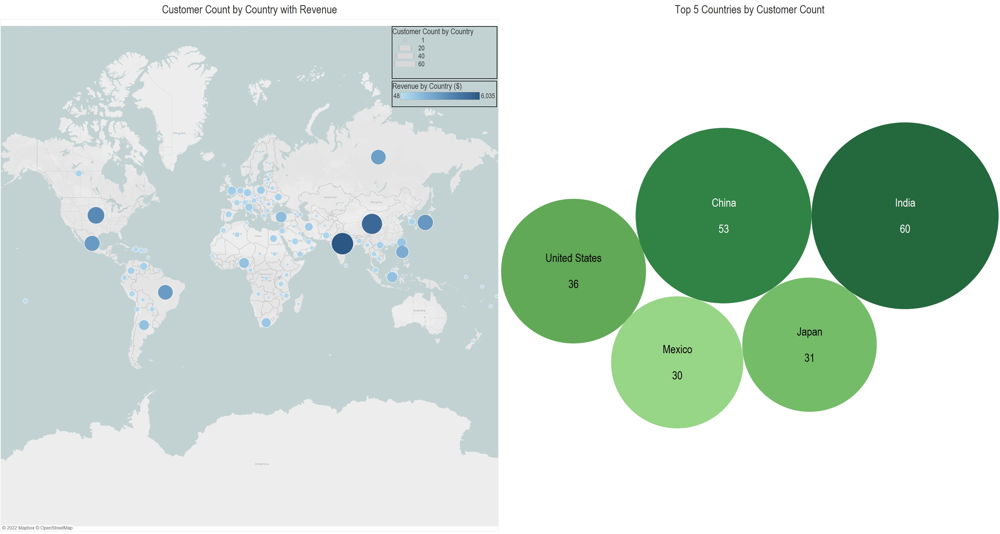 Customer Count by Country with Revenue
Customer Count by Country
1
20
40
60
Revenue by Country ($)
48
6,035
Norway
Kazakhstan
Mongolia
Libya
Democratic
Australia
Antarctica
© 2022 Mapbox © OpenStreetMap
Top 5 Countries by Customer Count
China
53
India
60
United States
36
Japan
31
Mexico
30